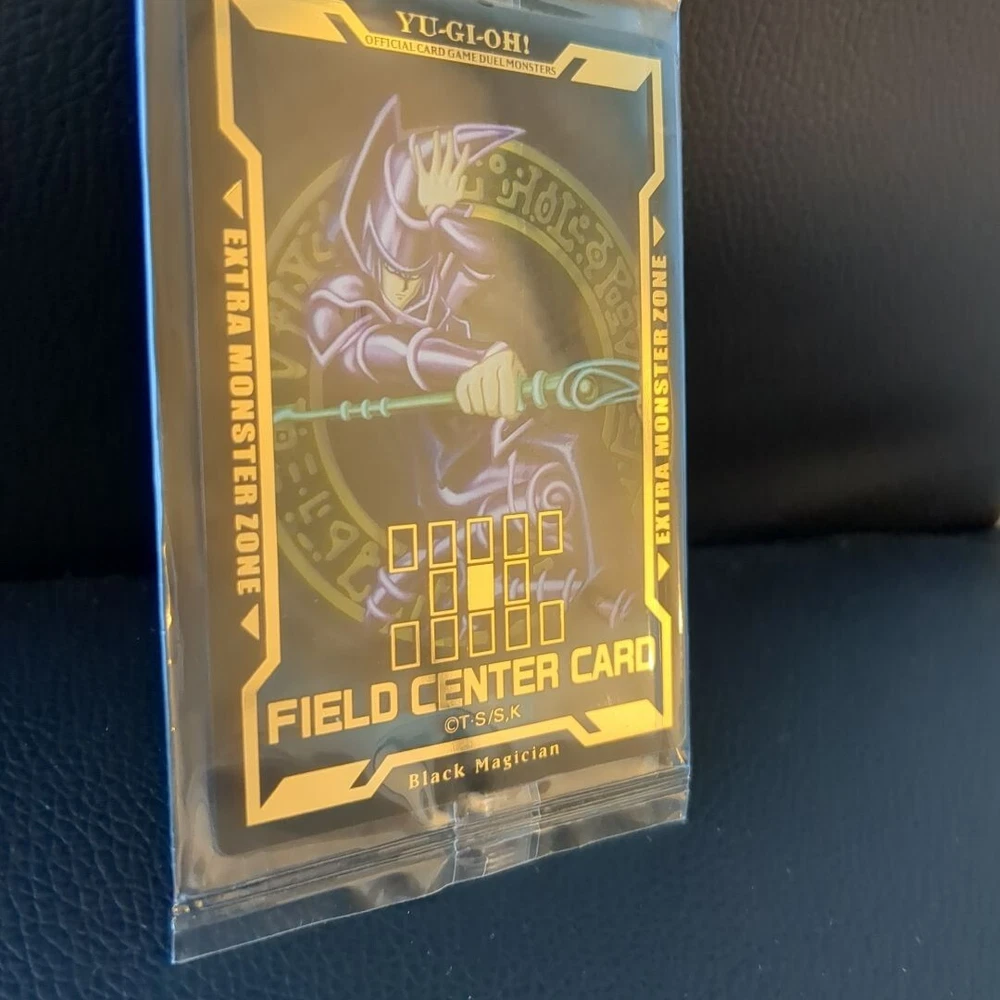 YU-GI-OH!
OFFICIAL CARD GAME DUEL MONSTERS
EXTRA MONSTER ZONE
EXTRA MONSTER ZONE
FIELD CENTER CARD
©T·S/S,K
Black Magician